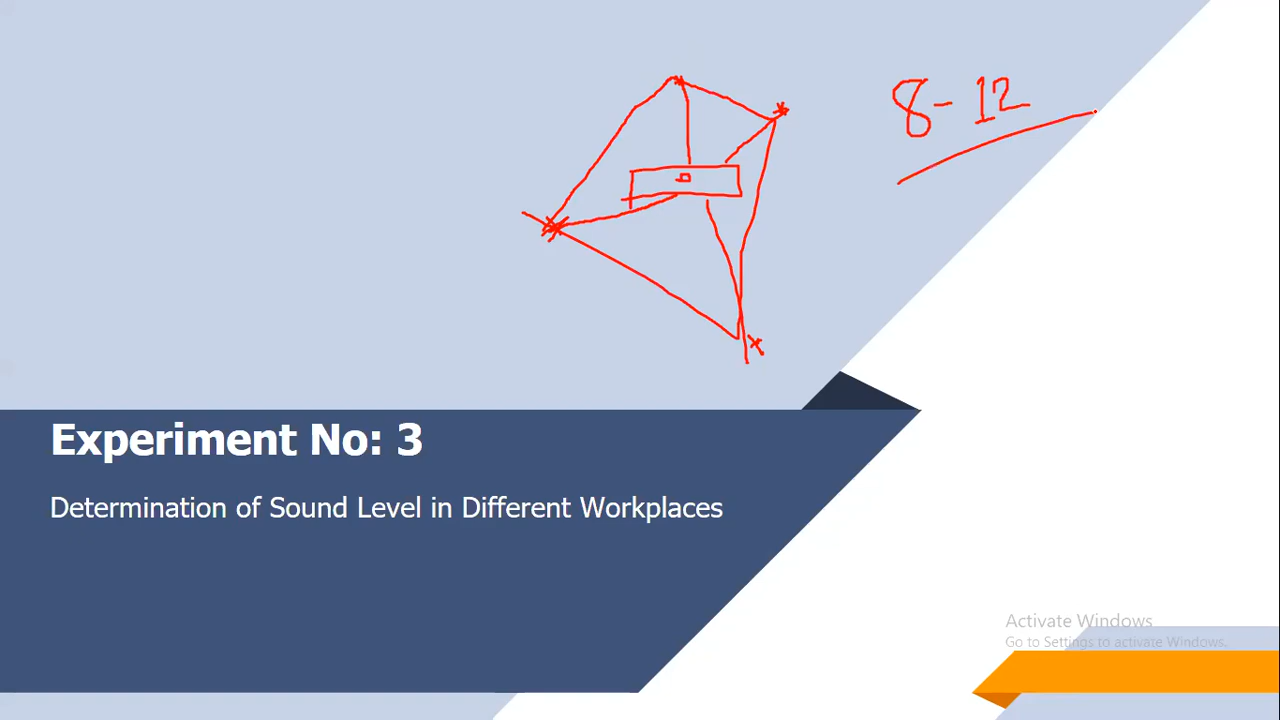 8-12
Experiment No: 3
Determination of Sound Level in Different Workplaces
Activate Windows
Go to Settings to activate Windows.